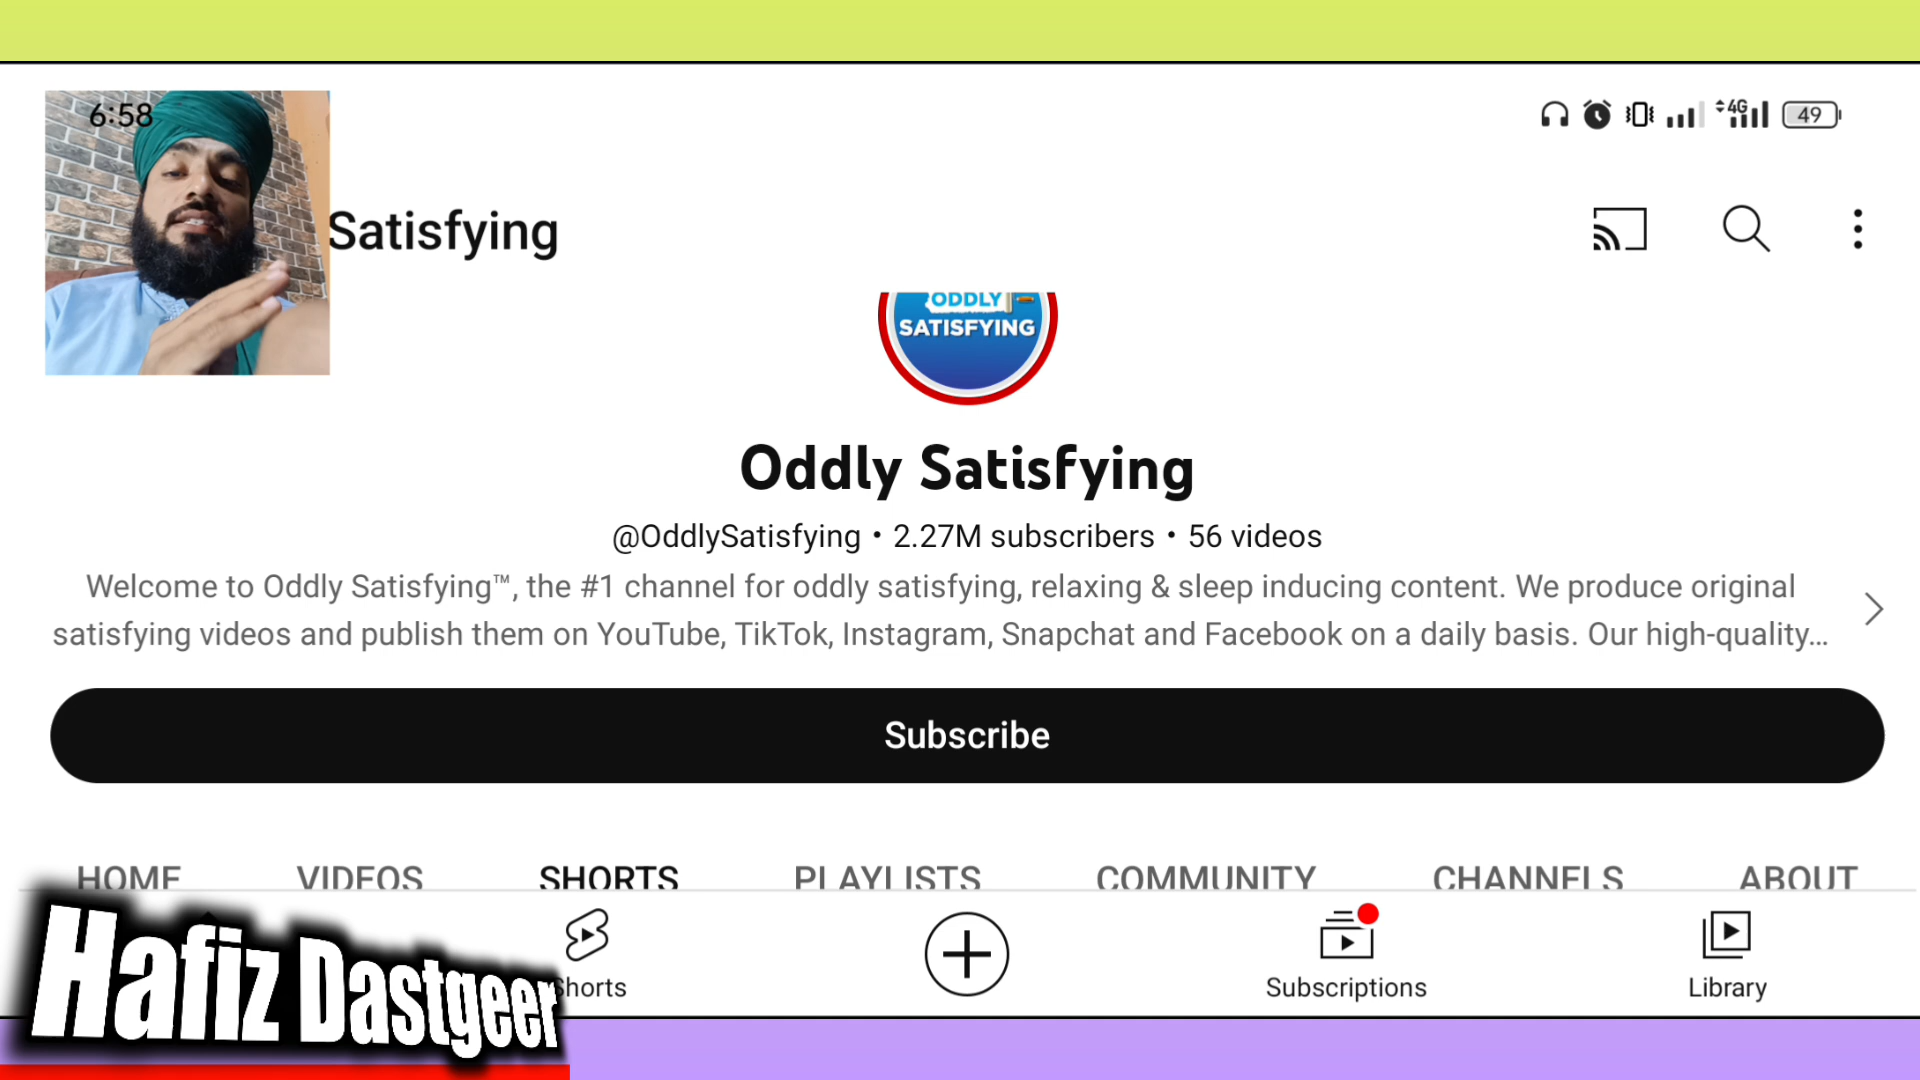 6:58
4G
49
Satisfying
ODDLY
SATISFYING
Oddly Satisfying
@OddlySatisfying • 2.27M subscribers • 56 videos
Welcome to Oddly Satisfying™, the #1 channel for oddly satisfying, relaxing & sleep inducing content. We produce original
satisfying videos and publish them on YouTube, TikTok, Instagram, Snapchat and Facebook on a daily basis. Our high-quality...
Subscribe
HOME VIDEOS SHORTS PLAYLISTS COMMUNITY CHANNELS ABOUT
Shorts
Subscriptions
Library
Hafiz Dastgeer